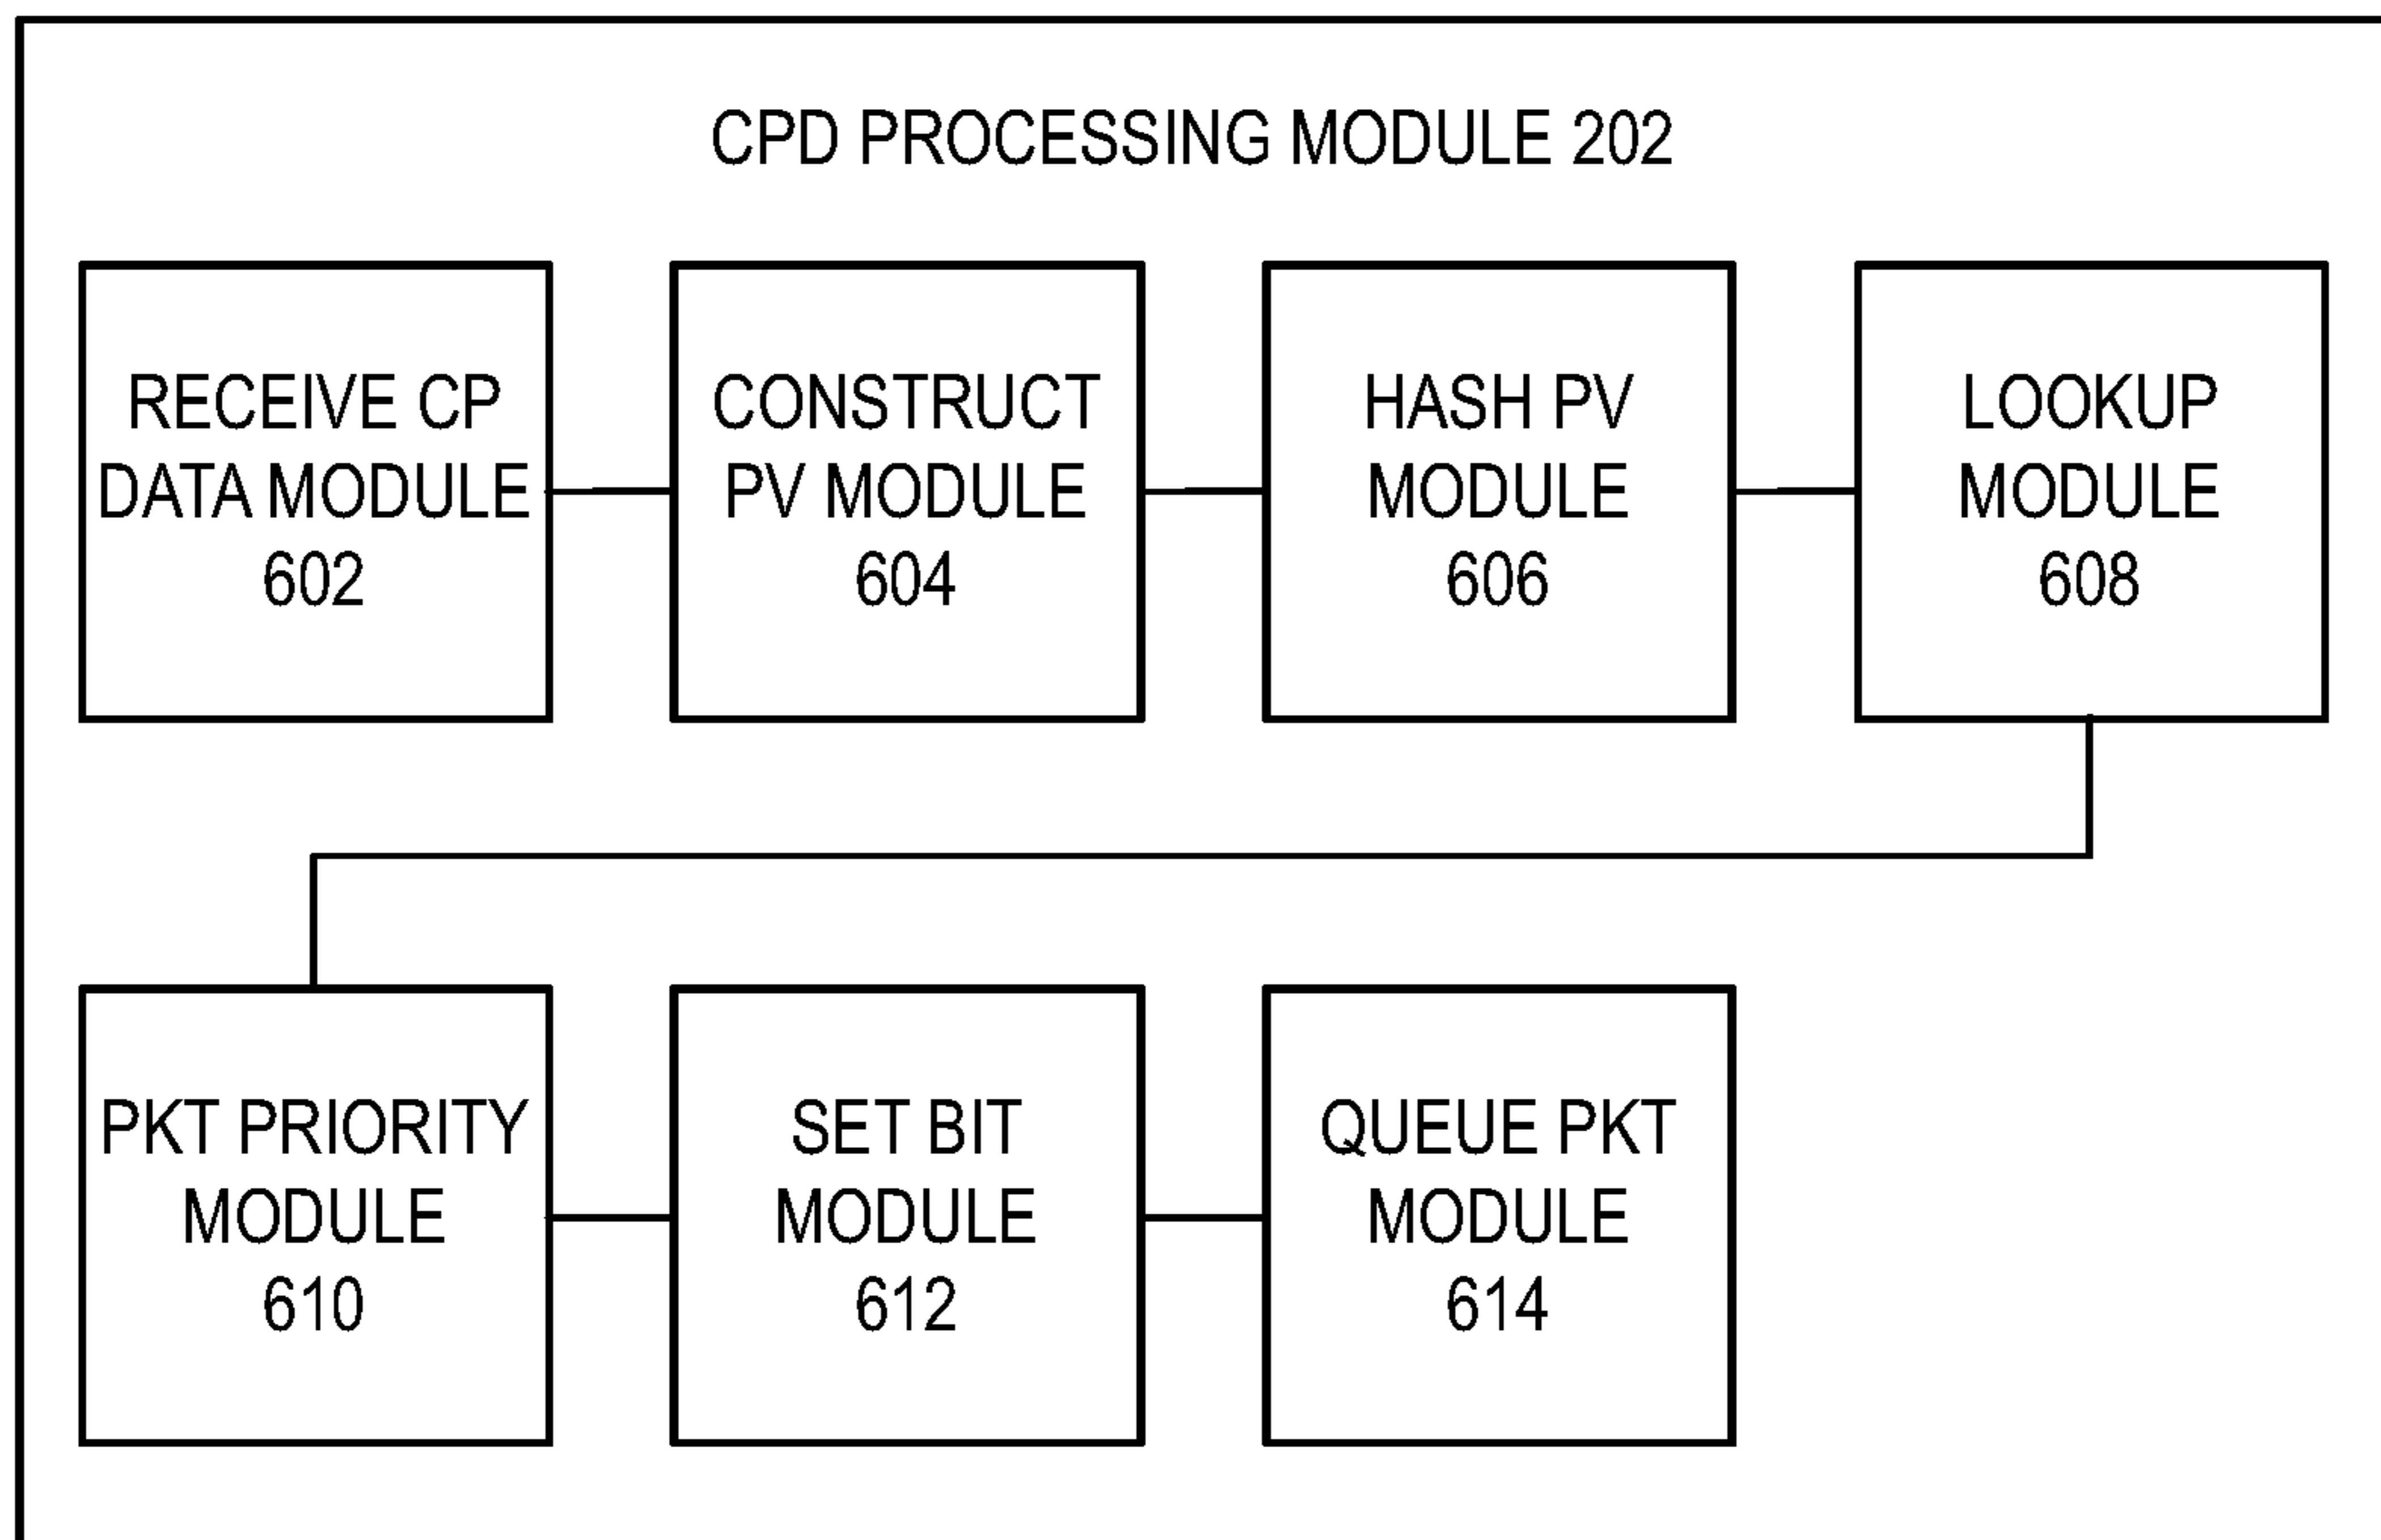 CPD PROCESSING MODULE 202
RECEIVE CP
DATA MODULE
602
CONSTRUCT
PV MODULE
604
HASH PV
MODULE
606
LOOKUP
MODULE
608
PKT PRIORITY
MODULE
610
SET BIT
MODULE
612
QUEUE PKT
MODULE
614